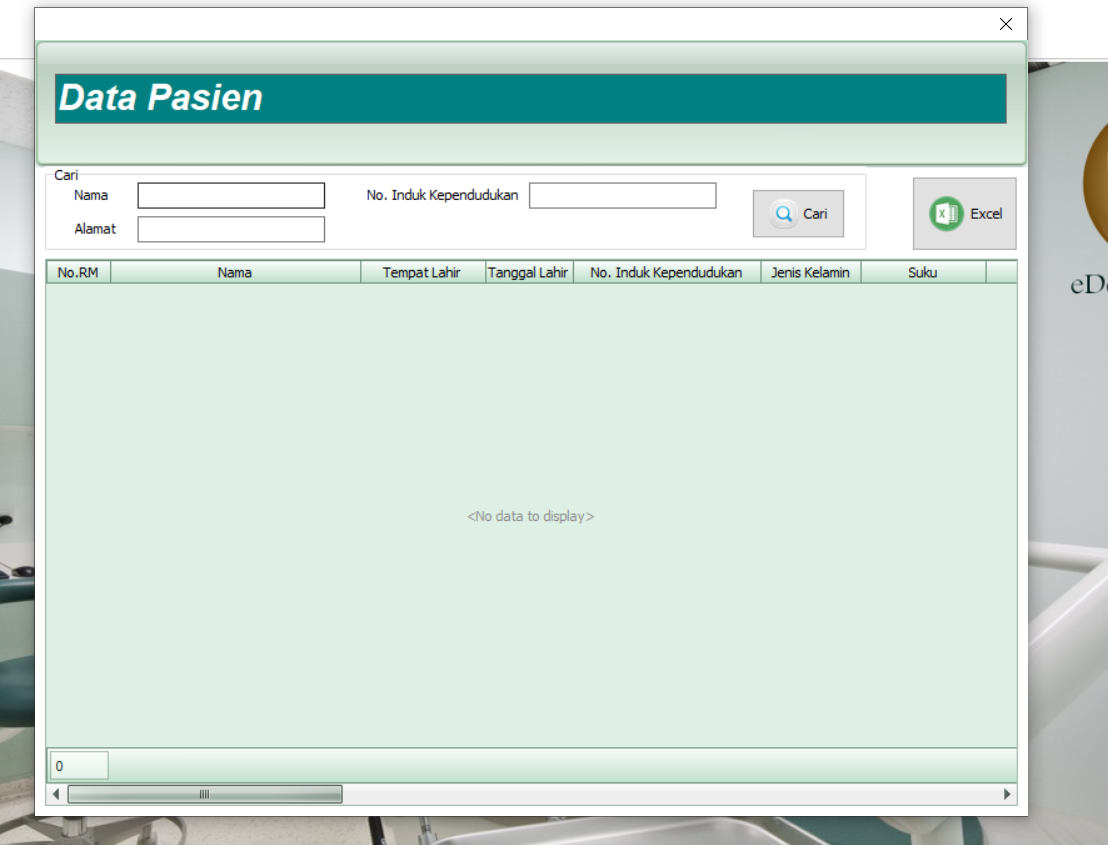 Data Pasien
Cari
Nama
No. Induk Kependudukan
Cari
Excel
Alamat
No.RM Nama Tempat Lahir Tanggal Lahir No. Induk Kependudukan Jenis Kelamin Suku
<No data to display>
0